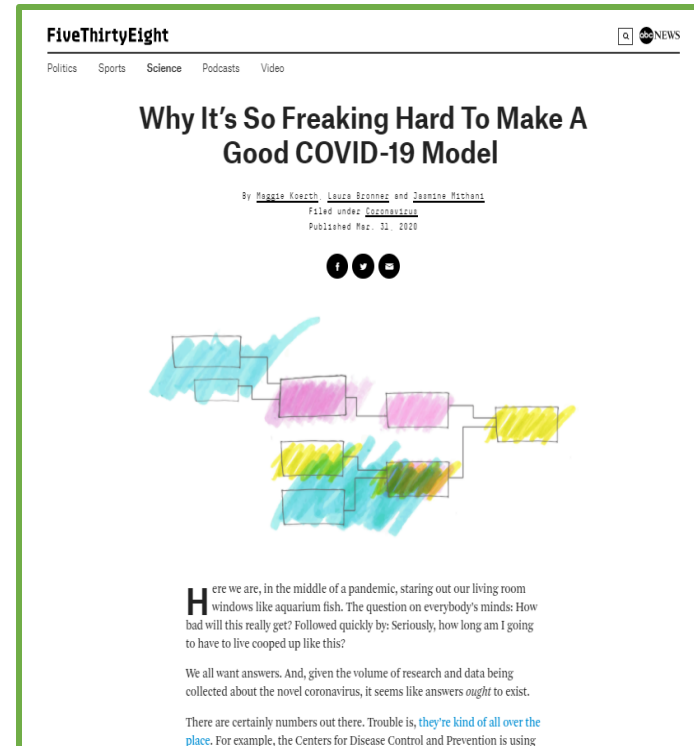 FiveThirtyEight
abc NEWS
Politics Sports Science Podcasts Video
Why It's So Freaking Hard To Make A
Good COVID-19 Model
By Maggie Koerth, Laura Bronner and Jasmine Mithani
Filed under Coronavirus
Published Mar. 31, 2020
Here we are, in the middle of a pandemic, staring out our living room
windows like aquarium fish. The question on everybody's minds: How
bad will this really get? Followed quickly by: Seriously, how long am I going
to have to live cooped up like this?
We all want answers. And, given the volume of research and data being
collected about the novel coronavirus, it seems like answers ought to exist.
There are certainly numbers out there. Trouble is, they're kind of all over the
place. For example, the Centers for Disease Control and Prevention is using